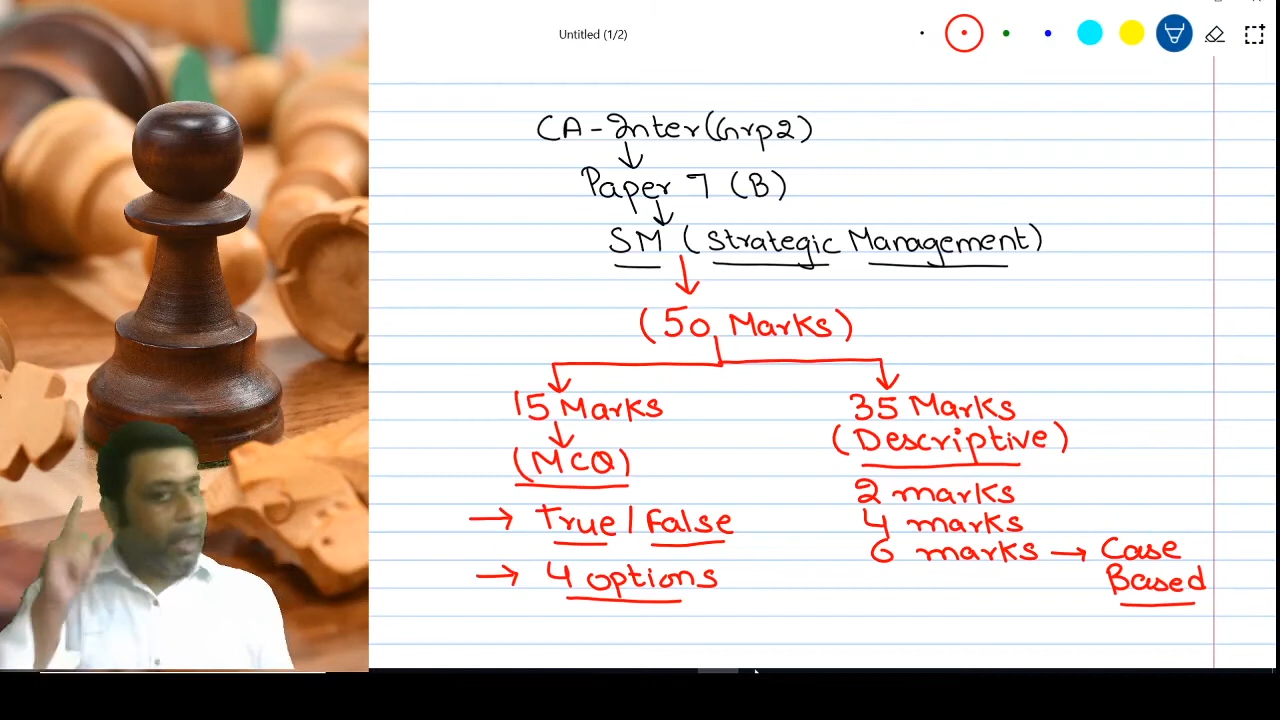 Untitled (1/2)
CA-Inter (Grp2)
Paper 7 (B)
SM (Strategic Management)
(50 Marks)
15 Marks
(MCQ)
→ True / False
→ 4 options
35 Marks
(Descriptive)
2 marks
4 marks
6 marks → Case
Based